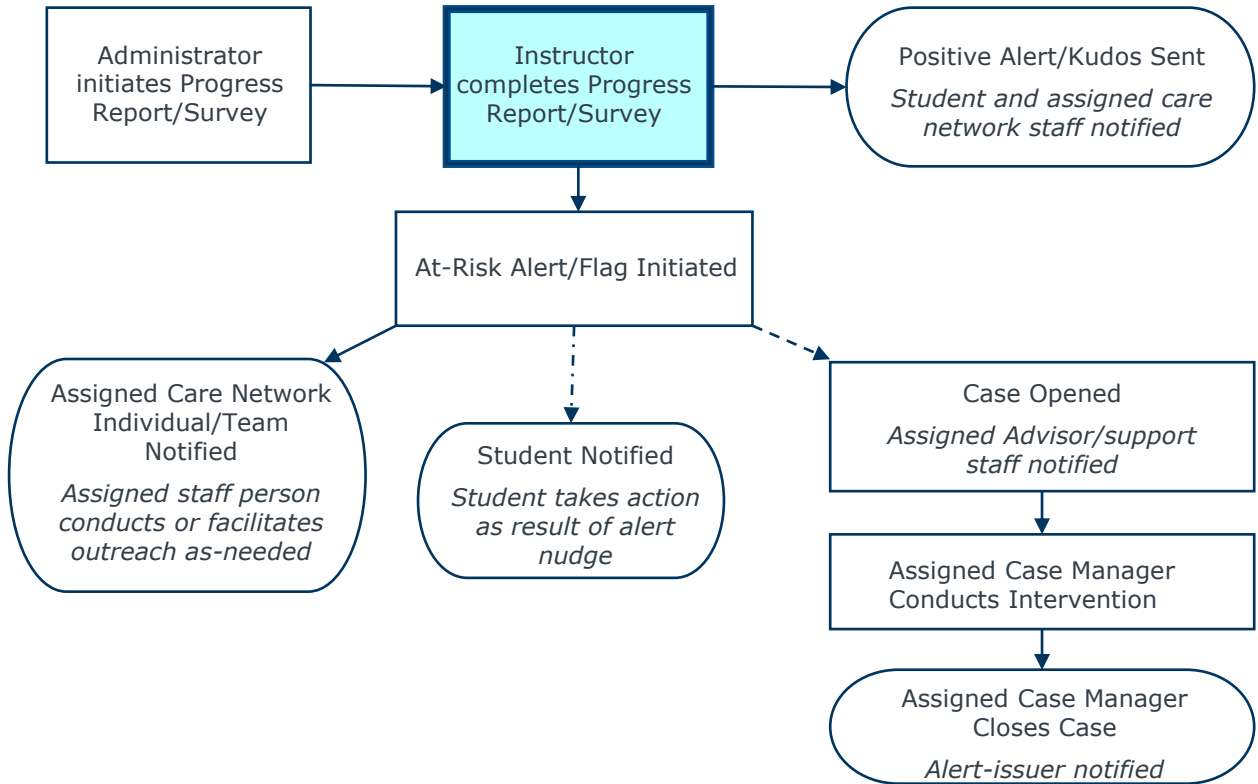 Administrator
initiates Progress
Report/Survey
Instructor
completes Progress
Report/Survey
Positive Alert/Kudos Sent
Student and assigned care
network staff notified
At-Risk Alert/Flag Initiated
Assigned Care Network
Individual/Team
Notified
Assigned staff person
conducts or facilitates
outreach as-needed
Student Notified
Student takes action
as result of alert
nudge
Case Opened
Assigned Advisor/support
staff notified
Assigned Case Manager
Conducts Intervention
Assigned Case Manager
Closes Case
Alert-issuer notified